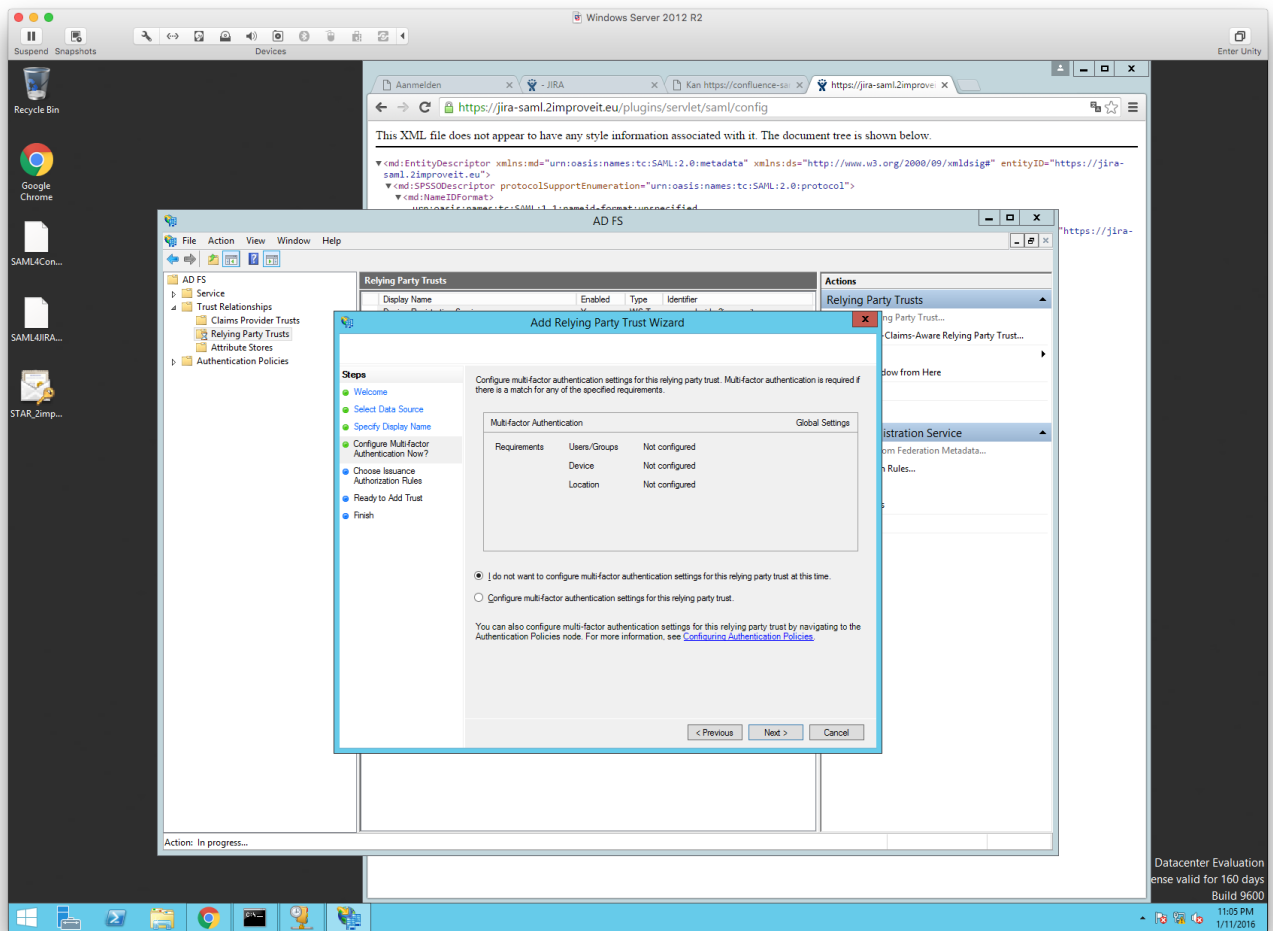 Windows Server 2012 R2
Suspend Snapshots
Devices
Enter Unity
Recycle Bin
Google
Chrome
SAML4Con...
SAML4JIRA...
STAR_2imp...
Aanmelden
- JIRA
Kan https://confluence-sa
https://jira-saml.2improvei
https://jira-saml.2improveit.eu/plugins/servlet/saml/config
This XML file does not appear to have any style information associated with it. The document tree is shown below.
▼<md:EntityDescriptor xmlns:md="urn:oasis:names:tc:SAML:2.0:metadata" xmlns:ds="http://www.w3.org/2000/09/xmldsig#" entityID="https://jira-
saml.2improveit.eu">
▼<md:SPSSODescriptor protocolSupportEnumeration="urn:oasis:names:tc:SAML:2.0:protocol">
▼<md:NameIDFormat>
urn:oasis:names:tc:SAML:1.1:nameid-format:unspecified
"https://jira-
AD FS
File Action View Window Help
AD FS
Service
Trust Relationships
Claims Provider Trusts
Relying Party Trusts
Attribute Stores
Authentication Policies
Relying Party Trusts
Display Name Enabled Type Identifier
Actions
Relying Party Trusts
ng Party Trust...
-Claims-Aware Relying Party Trust...
dow from Here
istration Service
om Federation Metadata...
n Rules...
s
Add Relying Party Trust Wizard
Steps
Welcome
Select Data Source
Specify Display Name
Configure Multi-factor
Authentication Now?
Choose Issuance
Authorization Rules
Ready to Add Trust
Finish
Configure multi-factor authentication settings for this relying party trust. Multi-factor authentication is required if
there is a match for any of the specified requirements.
Multi-factor Authentication Global Settings
Requirements Users/Groups Not configured
Device Not configured
Location Not configured
I do not want to configure multi-factor authentication settings for this relying party trust at this time.
Configure multi-factor authentication settings for this relying party trust.
You can also configure multi-factor authentication settings for this relying party trust by navigating to the
Authentication Policies node. For more information, see Configuring Authentication Policies.
< Previous Next > Cancel
Action: In progress...
Datacenter Evaluation
ense valid for 160 days
Build 9600
11:05 PM
1/11/2016